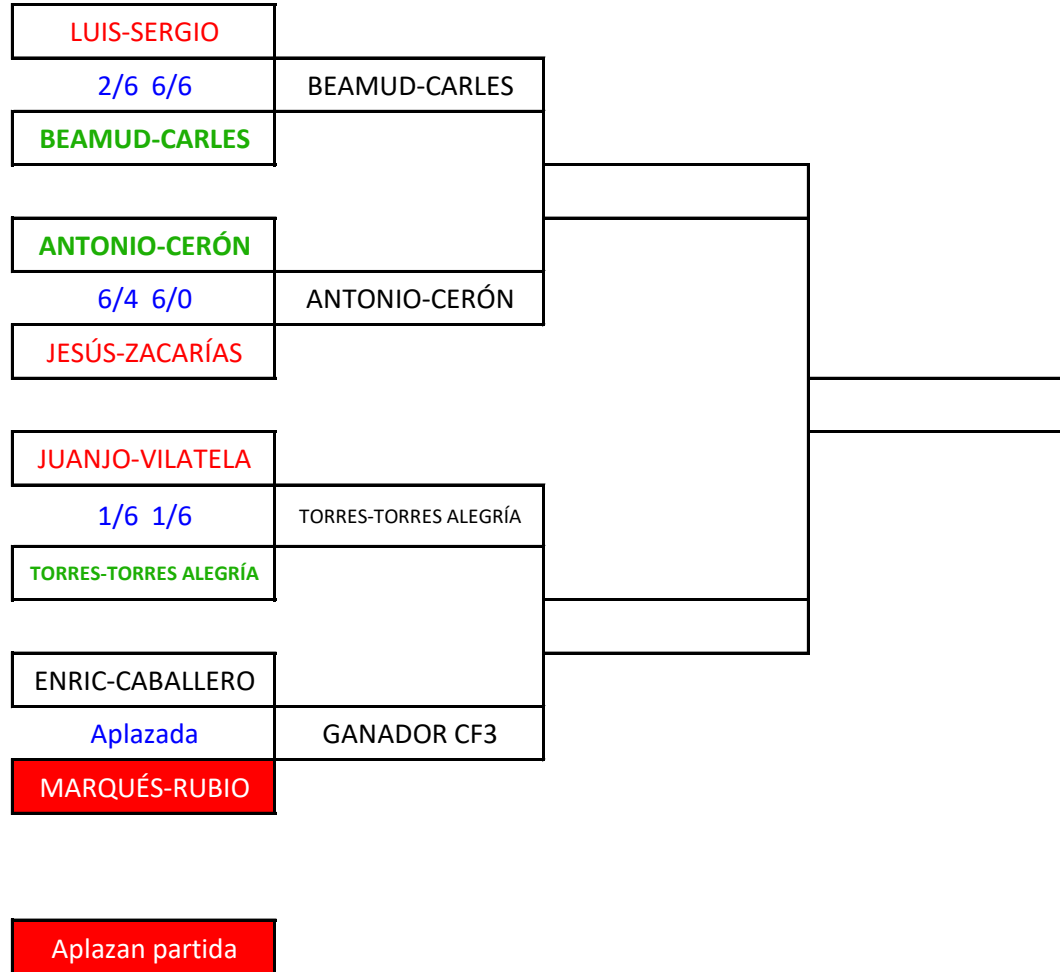 LUIS-SERGIO
2/6 6/6
BEAMUD-CARLES
BEAMUD-CARLES
ANTONIO-CERÓN
6/4 6/0
ANTONIO-CERÓN
JESÚS-ZACARÍAS
JUANJO-VILATELA
1/6 1/6
TORRES-TORRES ALEGRÍA
TORRES-TORRES ALEGRÍA
ENRIC-CABALLERO
Aplazada
GANADOR CF3
MARQUÉS-RUBIO
Aplazan partida